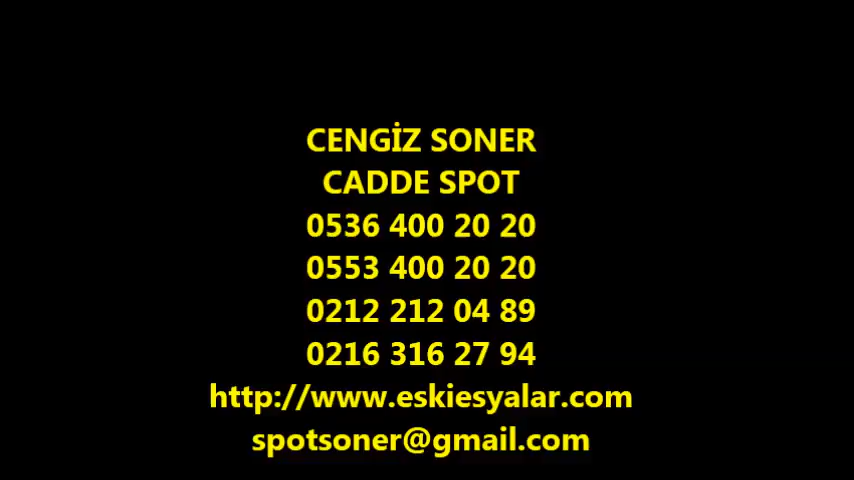 CENGİZ SONER
CADDE SPOT
0536 400 20 20
0553 400 20 20
0212 212 04 89
0216 316 27 94
http://www.eskiesyalar.com
spotsoner@gmail.com